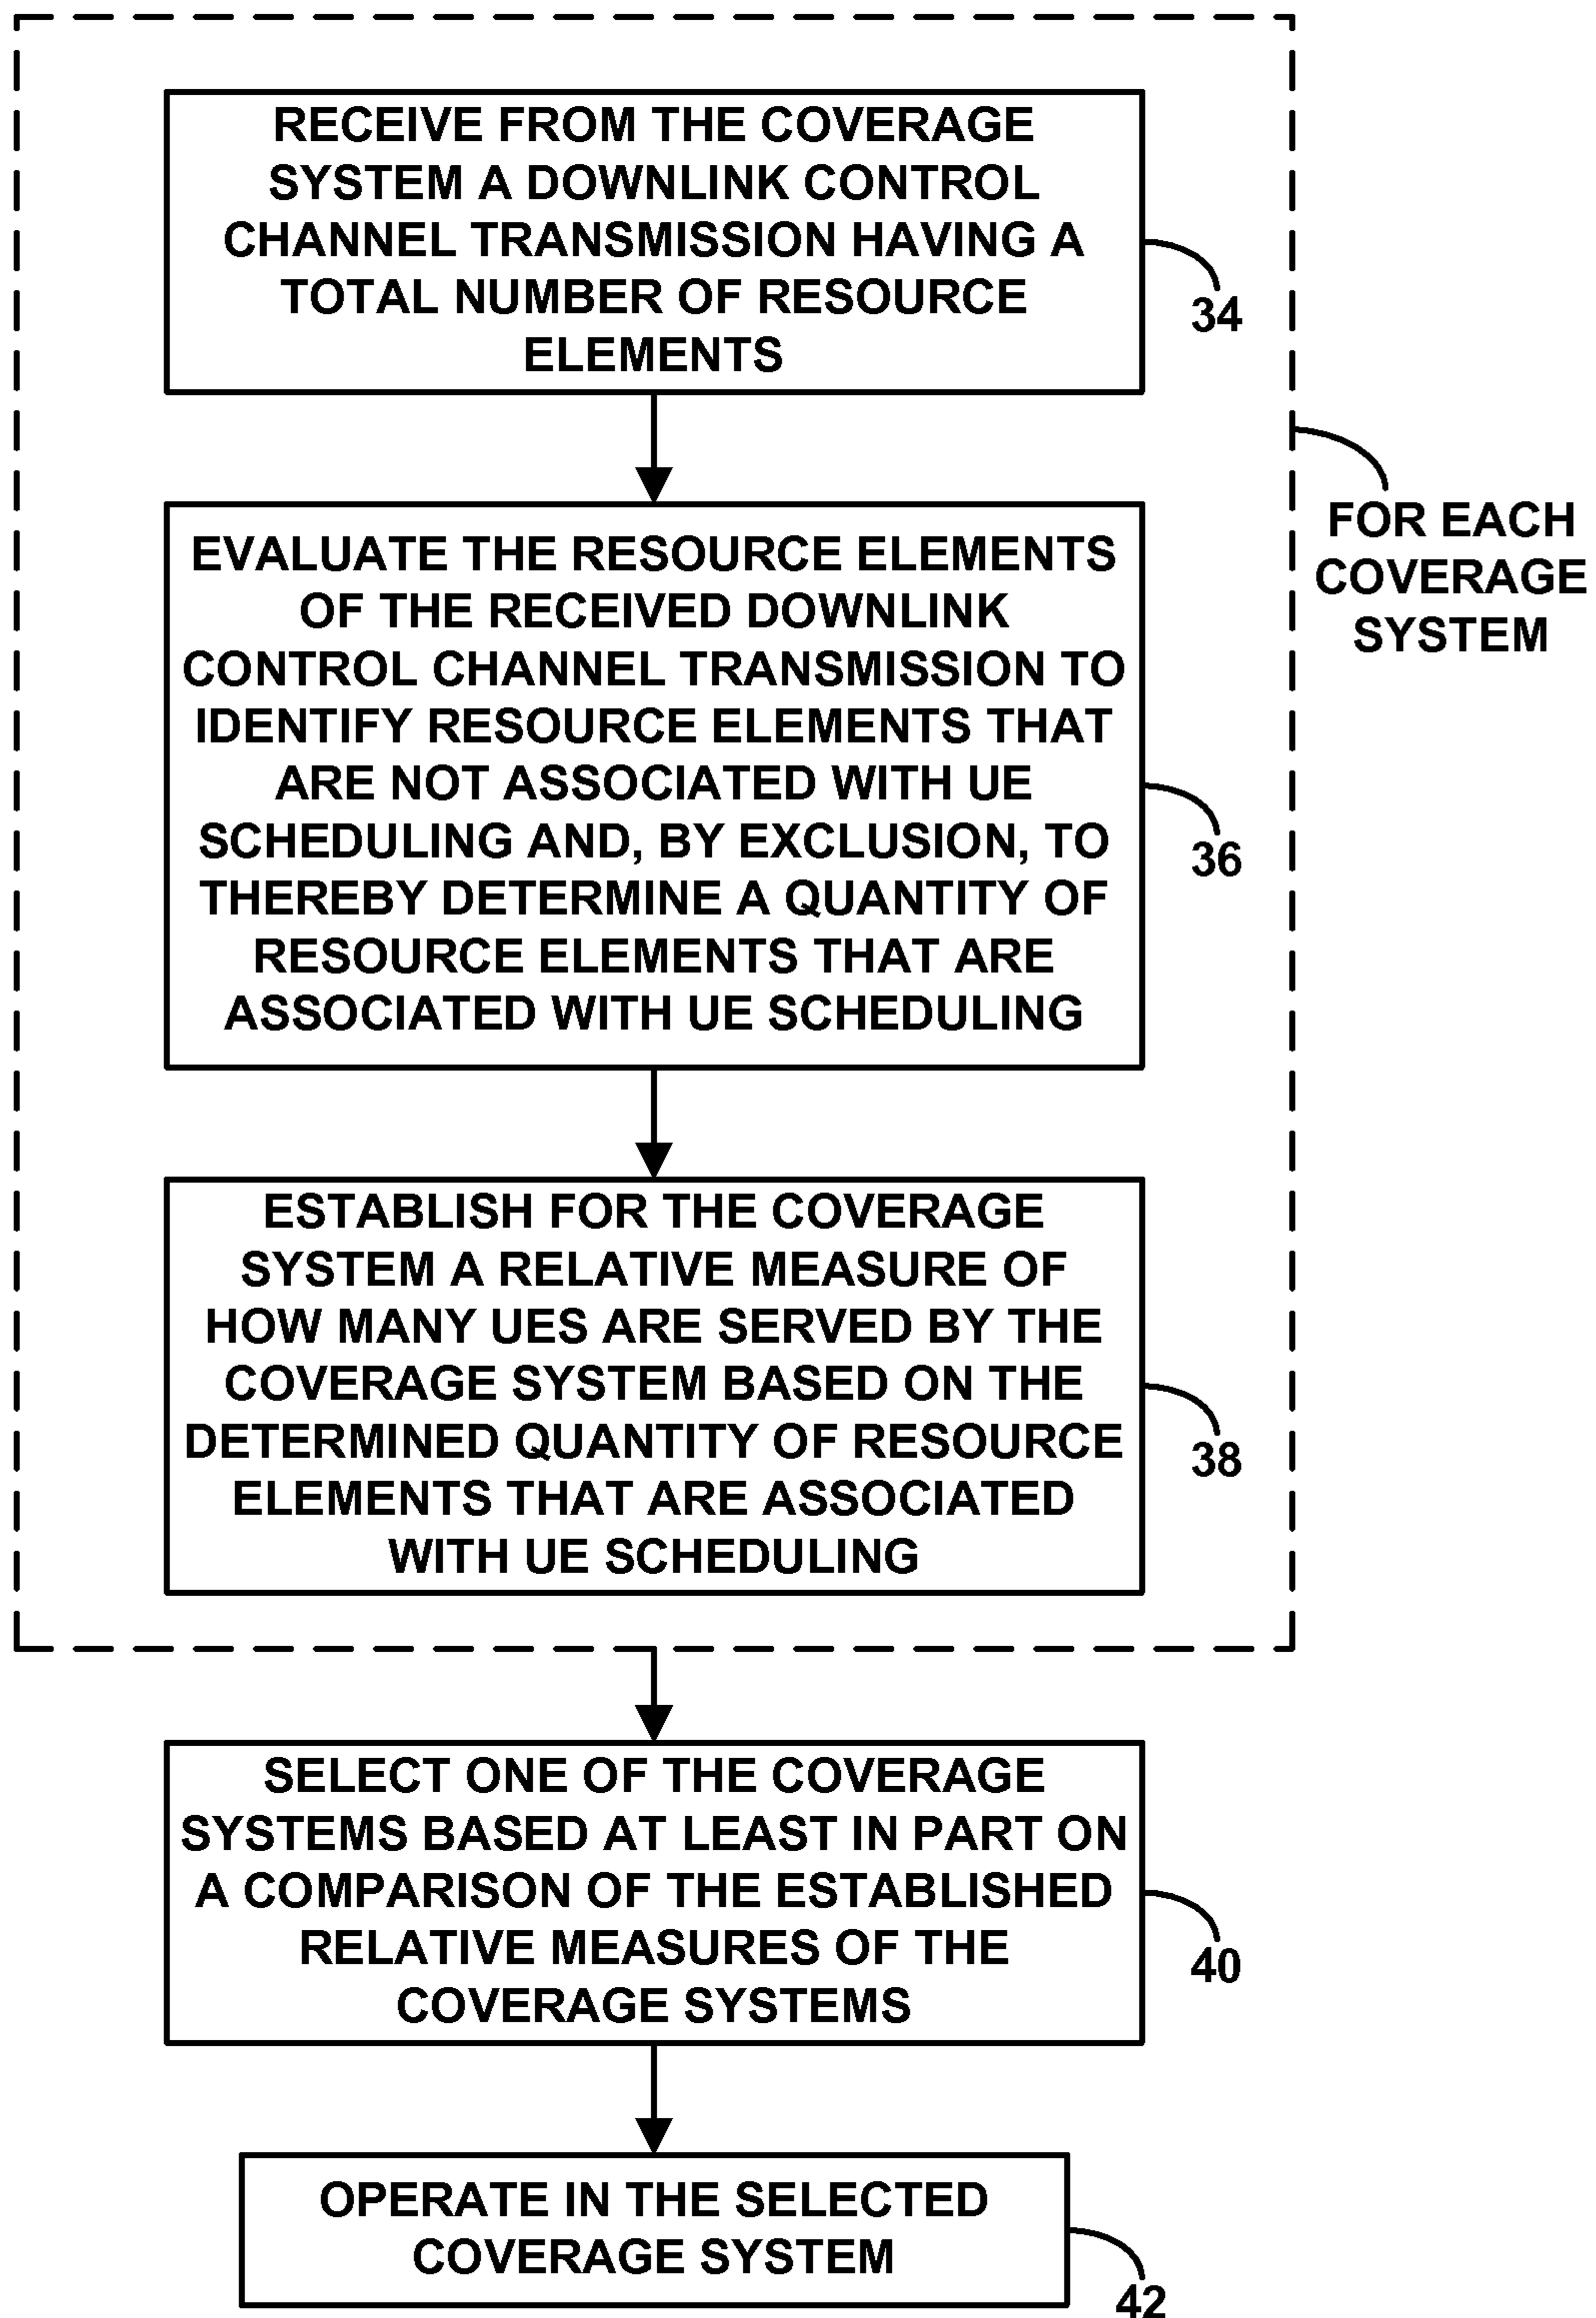 RECEIVE FROM THE COVERAGE
SYSTEM A DOWNLINK CONTROL
CHANNEL TRANSMISSION HAVING A
TOTAL NUMBER OF RESOURCE
ELEMENTS
34
FOR EACH
COVERAGE
SYSTEM
EVALUATE THE RESOURCE ELEMENTS
OF THE RECEIVED DOWNLINK
CONTROL CHANNEL TRANSMISSION TO
IDENTIFY RESOURCE ELEMENTS THAT
ARE NOT ASSOCIATED WITH UE
SCHEDULING AND, BY EXCLUSION, TO
THEREBY DETERMINE A QUANTITY OF
RESOURCE ELEMENTS THAT ARE
ASSOCIATED WITH UE SCHEDULING
36
ESTABLISH FOR THE COVERAGE
SYSTEM A RELATIVE MEASURE OF
HOW MANY UES ARE SERVED BY THE
COVERAGE SYSTEM BASED ON THE
DETERMINED QUANTITY OF RESOURCE
ELEMENTS THAT ARE ASSOCIATED
WITH UE SCHEDULING
38
SELECT ONE OF THE COVERAGE
SYSTEMS BASED AT LEAST IN PART ON
A COMPARISON OF THE ESTABLISHED
RELATIVE MEASURES OF THE
COVERAGE SYSTEMS
40
OPERATE IN THE SELECTED
COVERAGE SYSTEM
42